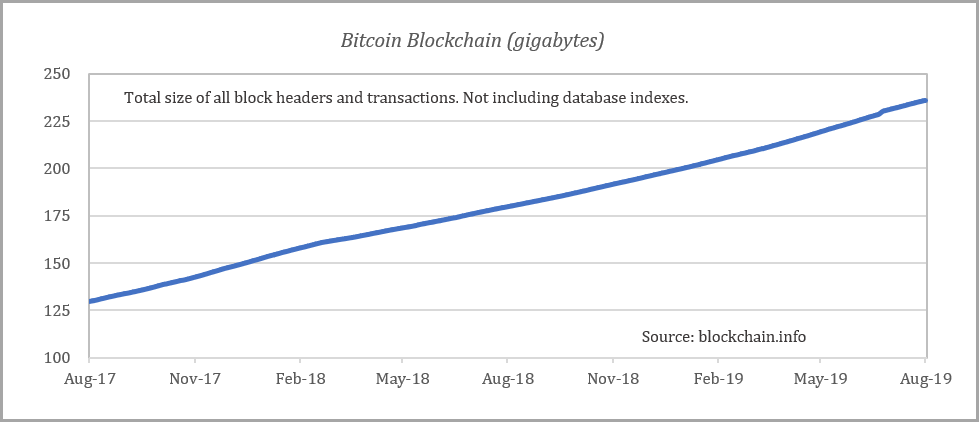 Bitcoin Blockchain (gigabytes)
250
Total size of all block headers and transactions. Not including database indexes.
225
200
175
150
125
Source: blockchain.info
100
Aug-17 Nov-17 Feb-18 May-18 Aug-18 Nov-18 Feb-19 May-19 Aug-19